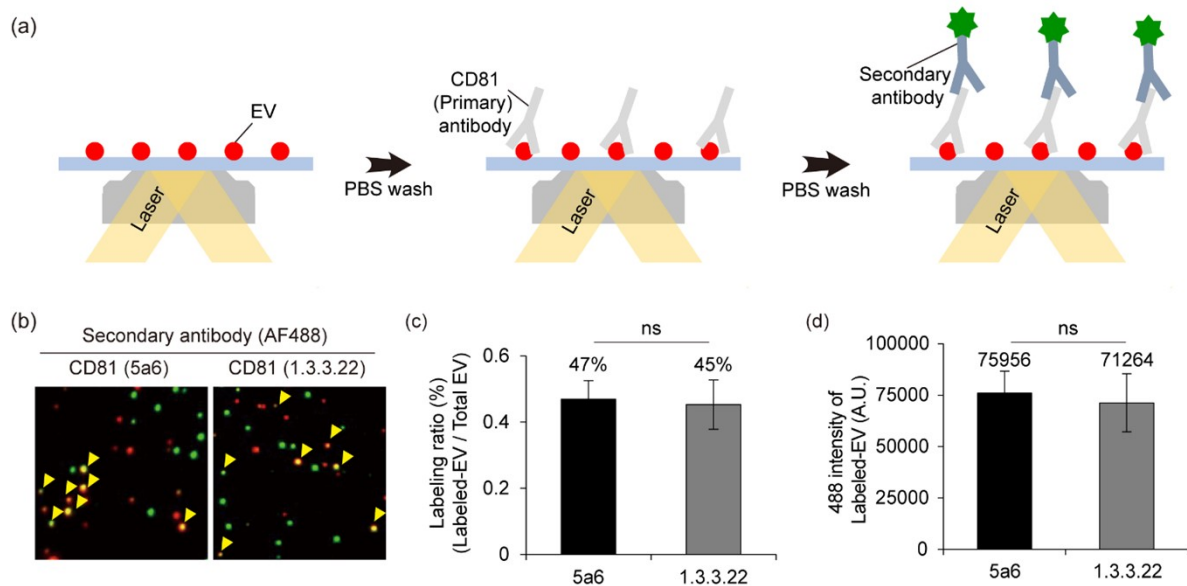 (a)
EV
Laser
PBS wash
CD81
(Primary)
antibody
Laser
PBS wash
Secondary
antibody
(b)
Secondary antibody (AF488)
CD81 (5a6)
CD81 (1.3.3.22)
(c)
ns
Labeling ratio (%)
(Labeled-EV / Total EV)
0.6
0.4
0.2
0
47%
45%
5a6
1.3.3.22
(d)
ns
488 intensity of
Labeled-EV (A.U.)
100000
75000
50000
25000
0
75956
71264
5a6
1.3.3.22